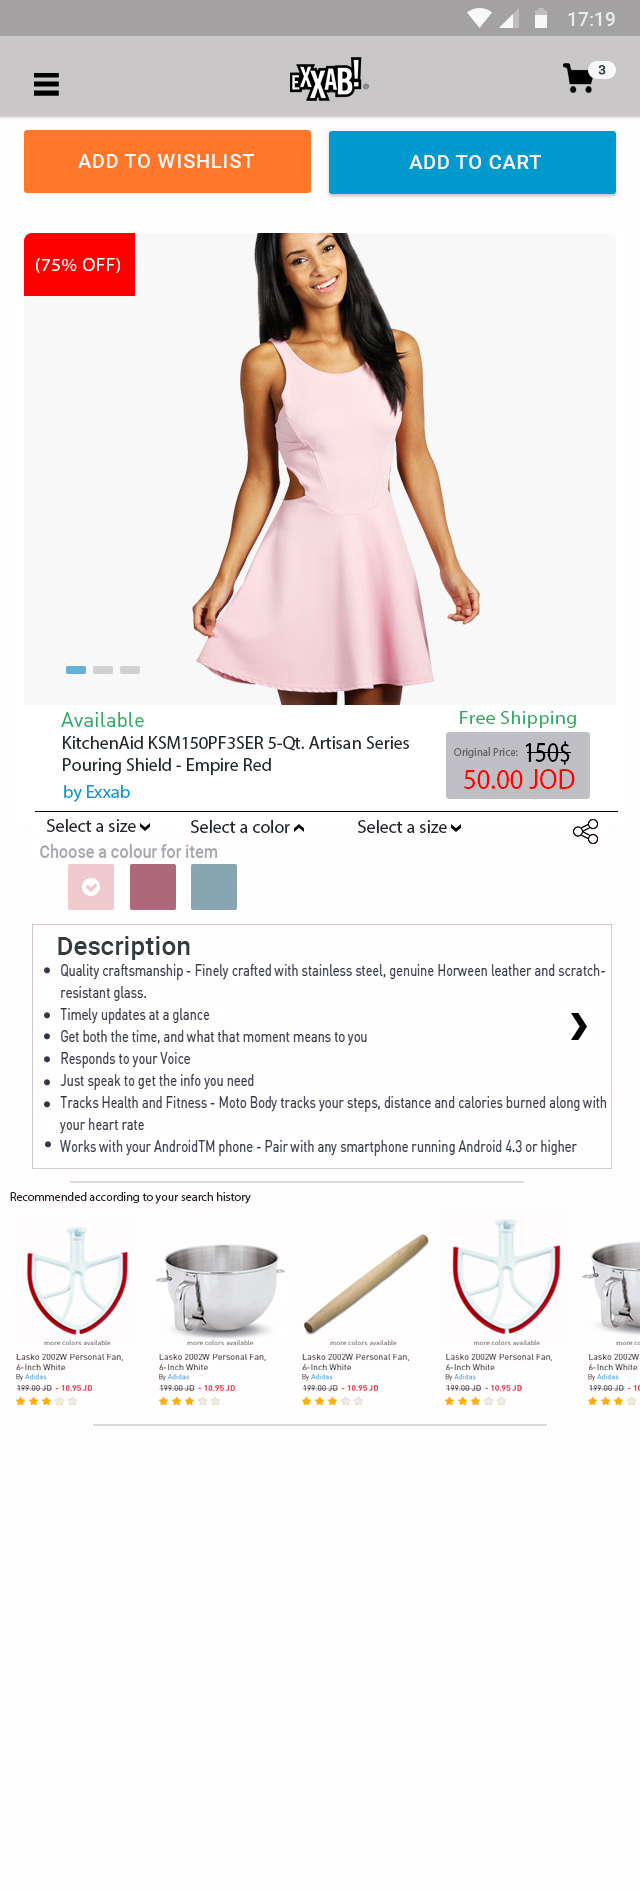 17:19
EXXAB!®
3
ADD TO WISHLIST
ADD TO CART
(75% OFF)
Available
Free Shipping
KitchenAid KSM150PF3SER 5-Qt. Artisan Series
Pouring Shield - Empire Red
Original Price: 150$
50.00 JOD
by Exxab
Select a size
Select a color
Select a size
Choose a colour for item
Description
• Quality craftsmanship - Finely crafted with stainless steel, genuine Horween leather and scratch-
resistant glass.
• Timely updates at a glance
• Get both the time, and what that moment means to you
• Responds to your Voice
• Just speak to get the info you need
• Tracks Health and Fitness - Moto Body tracks your steps, distance and calories burned along with
your heart rate
• Works with your AndroidTM phone - Pair with any smartphone running Android 4.3 or higher
Recommended according to your search history
more colors available
Lasko 2002W Personal Fan,
6-Inch White
By Adidas
199.00 JD - 10.95 JD
more colors available
Lasko 2002W Personal Fan,
6-Inch White
By Adidas
199.00 JD - 10.95 JD
more colors available
Lasko 2002W Personal Fan,
6-Inch White
By Adidas
199.00 JD - 10.95 JD
more colors available
Lasko 2002W Personal Fan,
6-Inch White
By Adidas
199.00 JD - 10.95 JD
more co
Lasko 2002W
6-Inch White
By Adidas
199.00 JD - 10